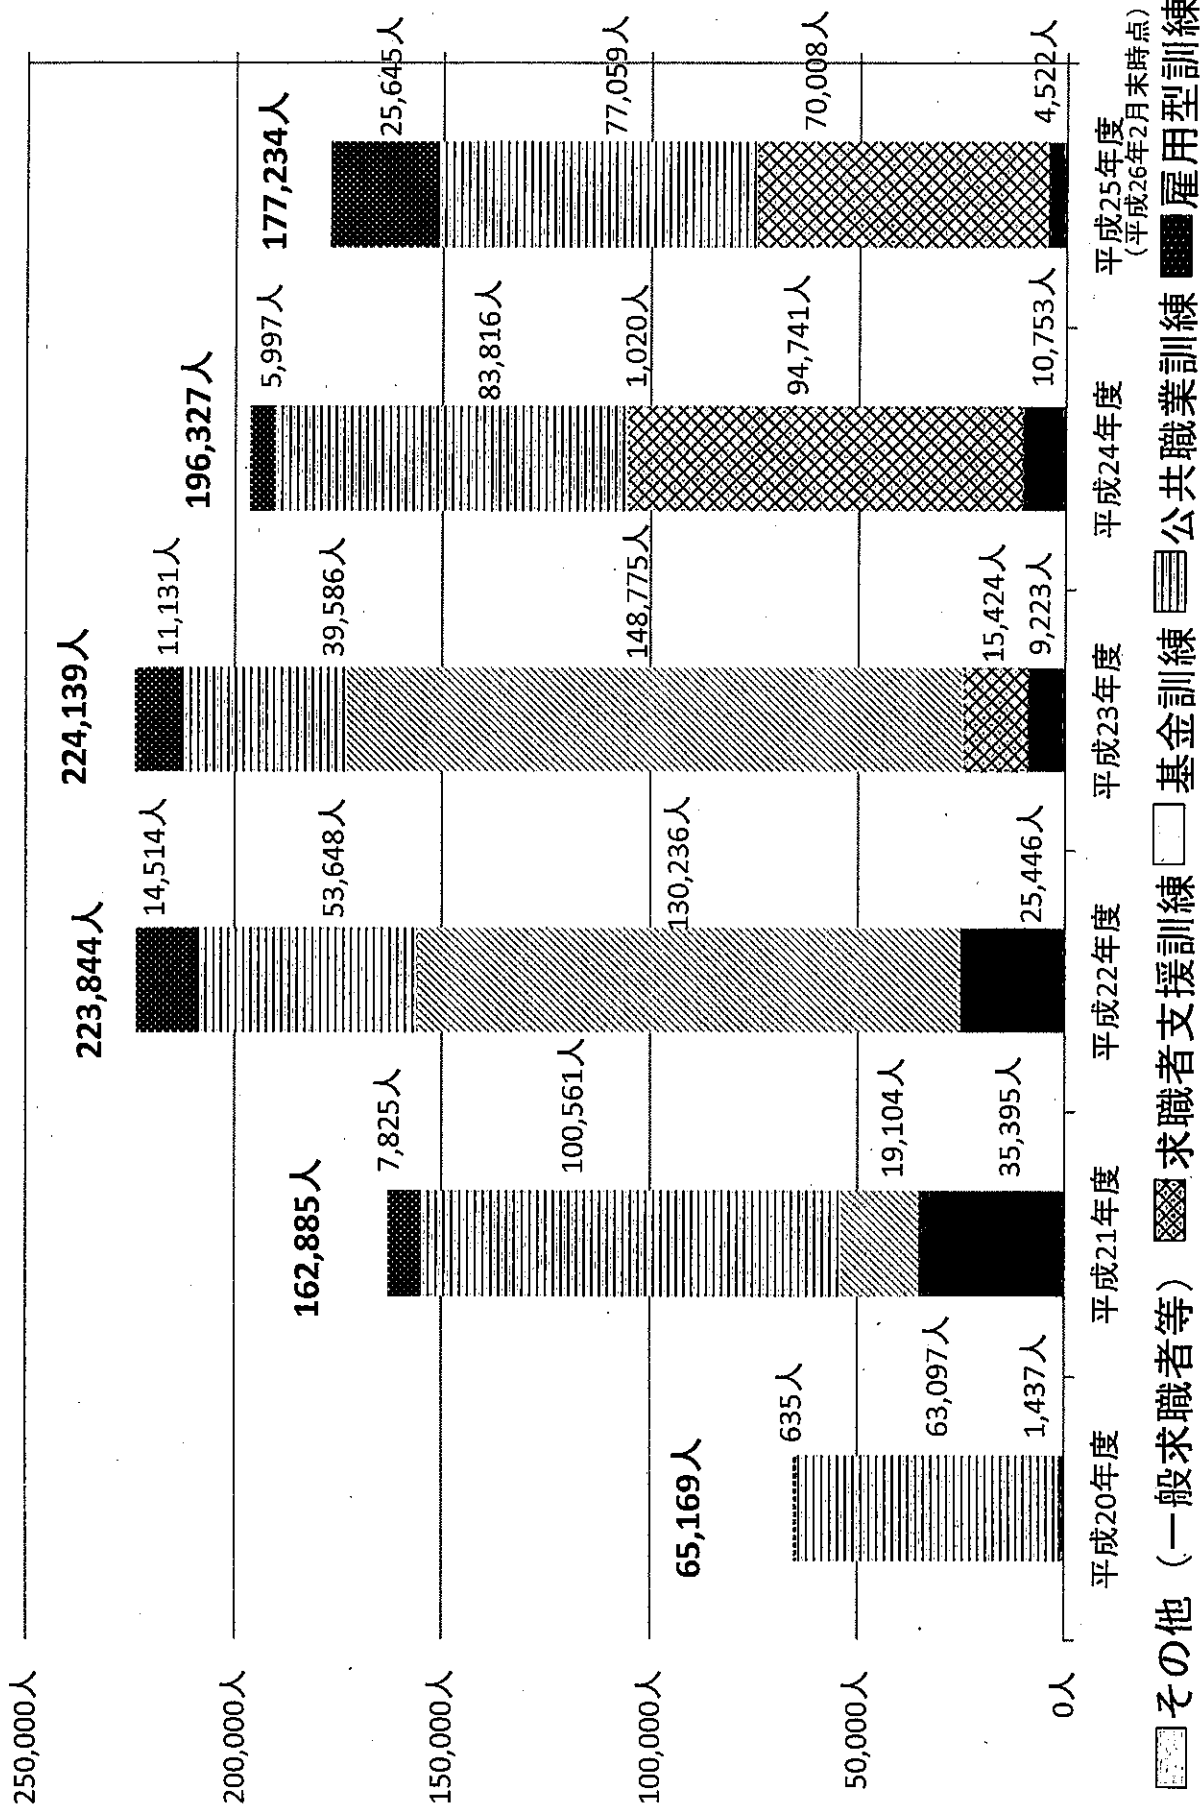 250,000人
200,000人
150,000人
100,000人
50,000人
0人
65,169人
635人
63,097人
1,437人
平成20年度
162,885人
7,825人
100,561人
19,104人
35,395人
平成21年度
223,844人
14,514人
53,648人
130,236人
25,446人
平成22年度
224,139人
11,131人
39,586人
148,775人
15,424人
9,223人
平成23年度
196,327人
5,997人
83,816人
1,020人
94,741人
10,753人
平成24年度
177,234人
25,645人
77,059人
70,008人
4,522人
平成25年度
(平成26年2月末時点)
その他(一般求職者等) 求職者支援訓練 基金訓練 公共職業訓練 雇用型訓練